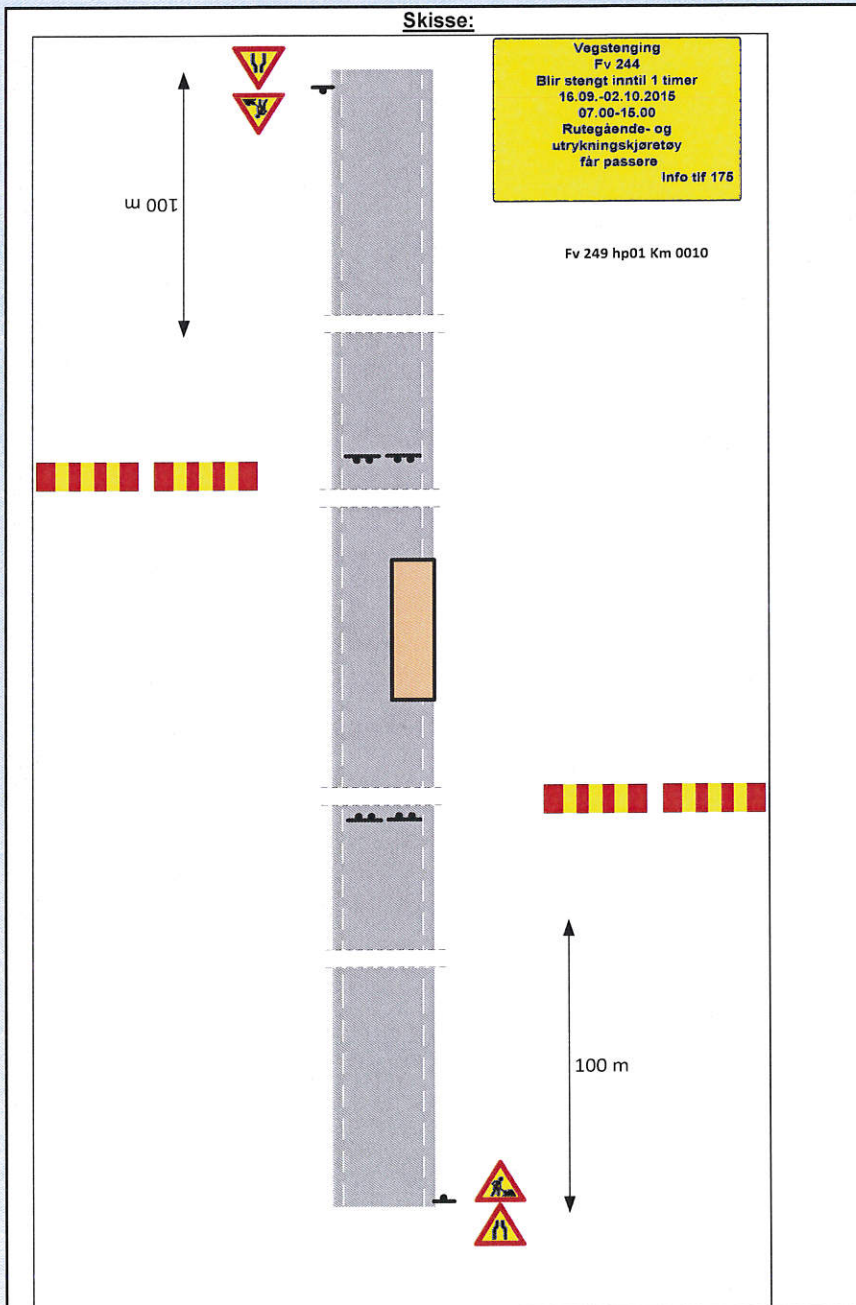 Skisse:
Vegstenging
Fv 244
Blir stengt inntil 1 timer
16.09.-02.10.2015
07.00-15.00
Rutegående- og
utrykningskjøretøy
får passere
Info tlf 175
100 m
Fv 249 hp01 Km 0010
100 m